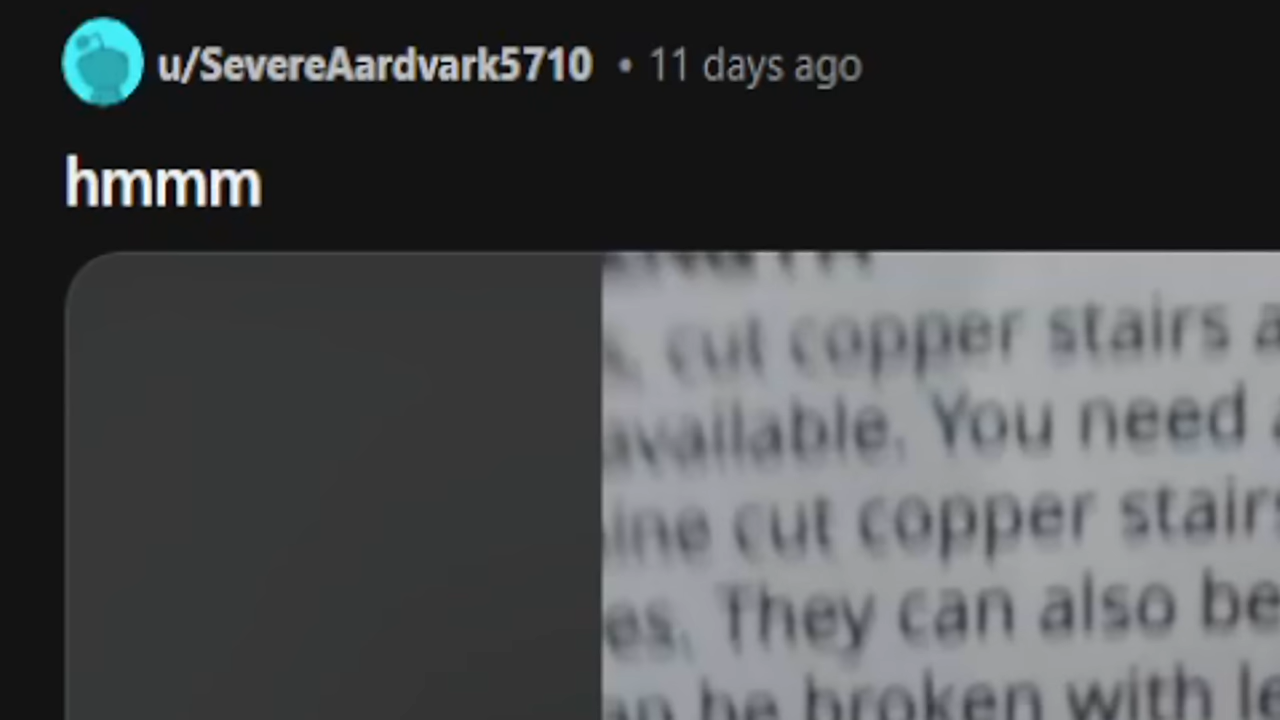 u/SevereAardvark5710 • 11 days ago
hmmm
cut copper stairs
available. You need
cut copper stairs
They can also be
be broken with